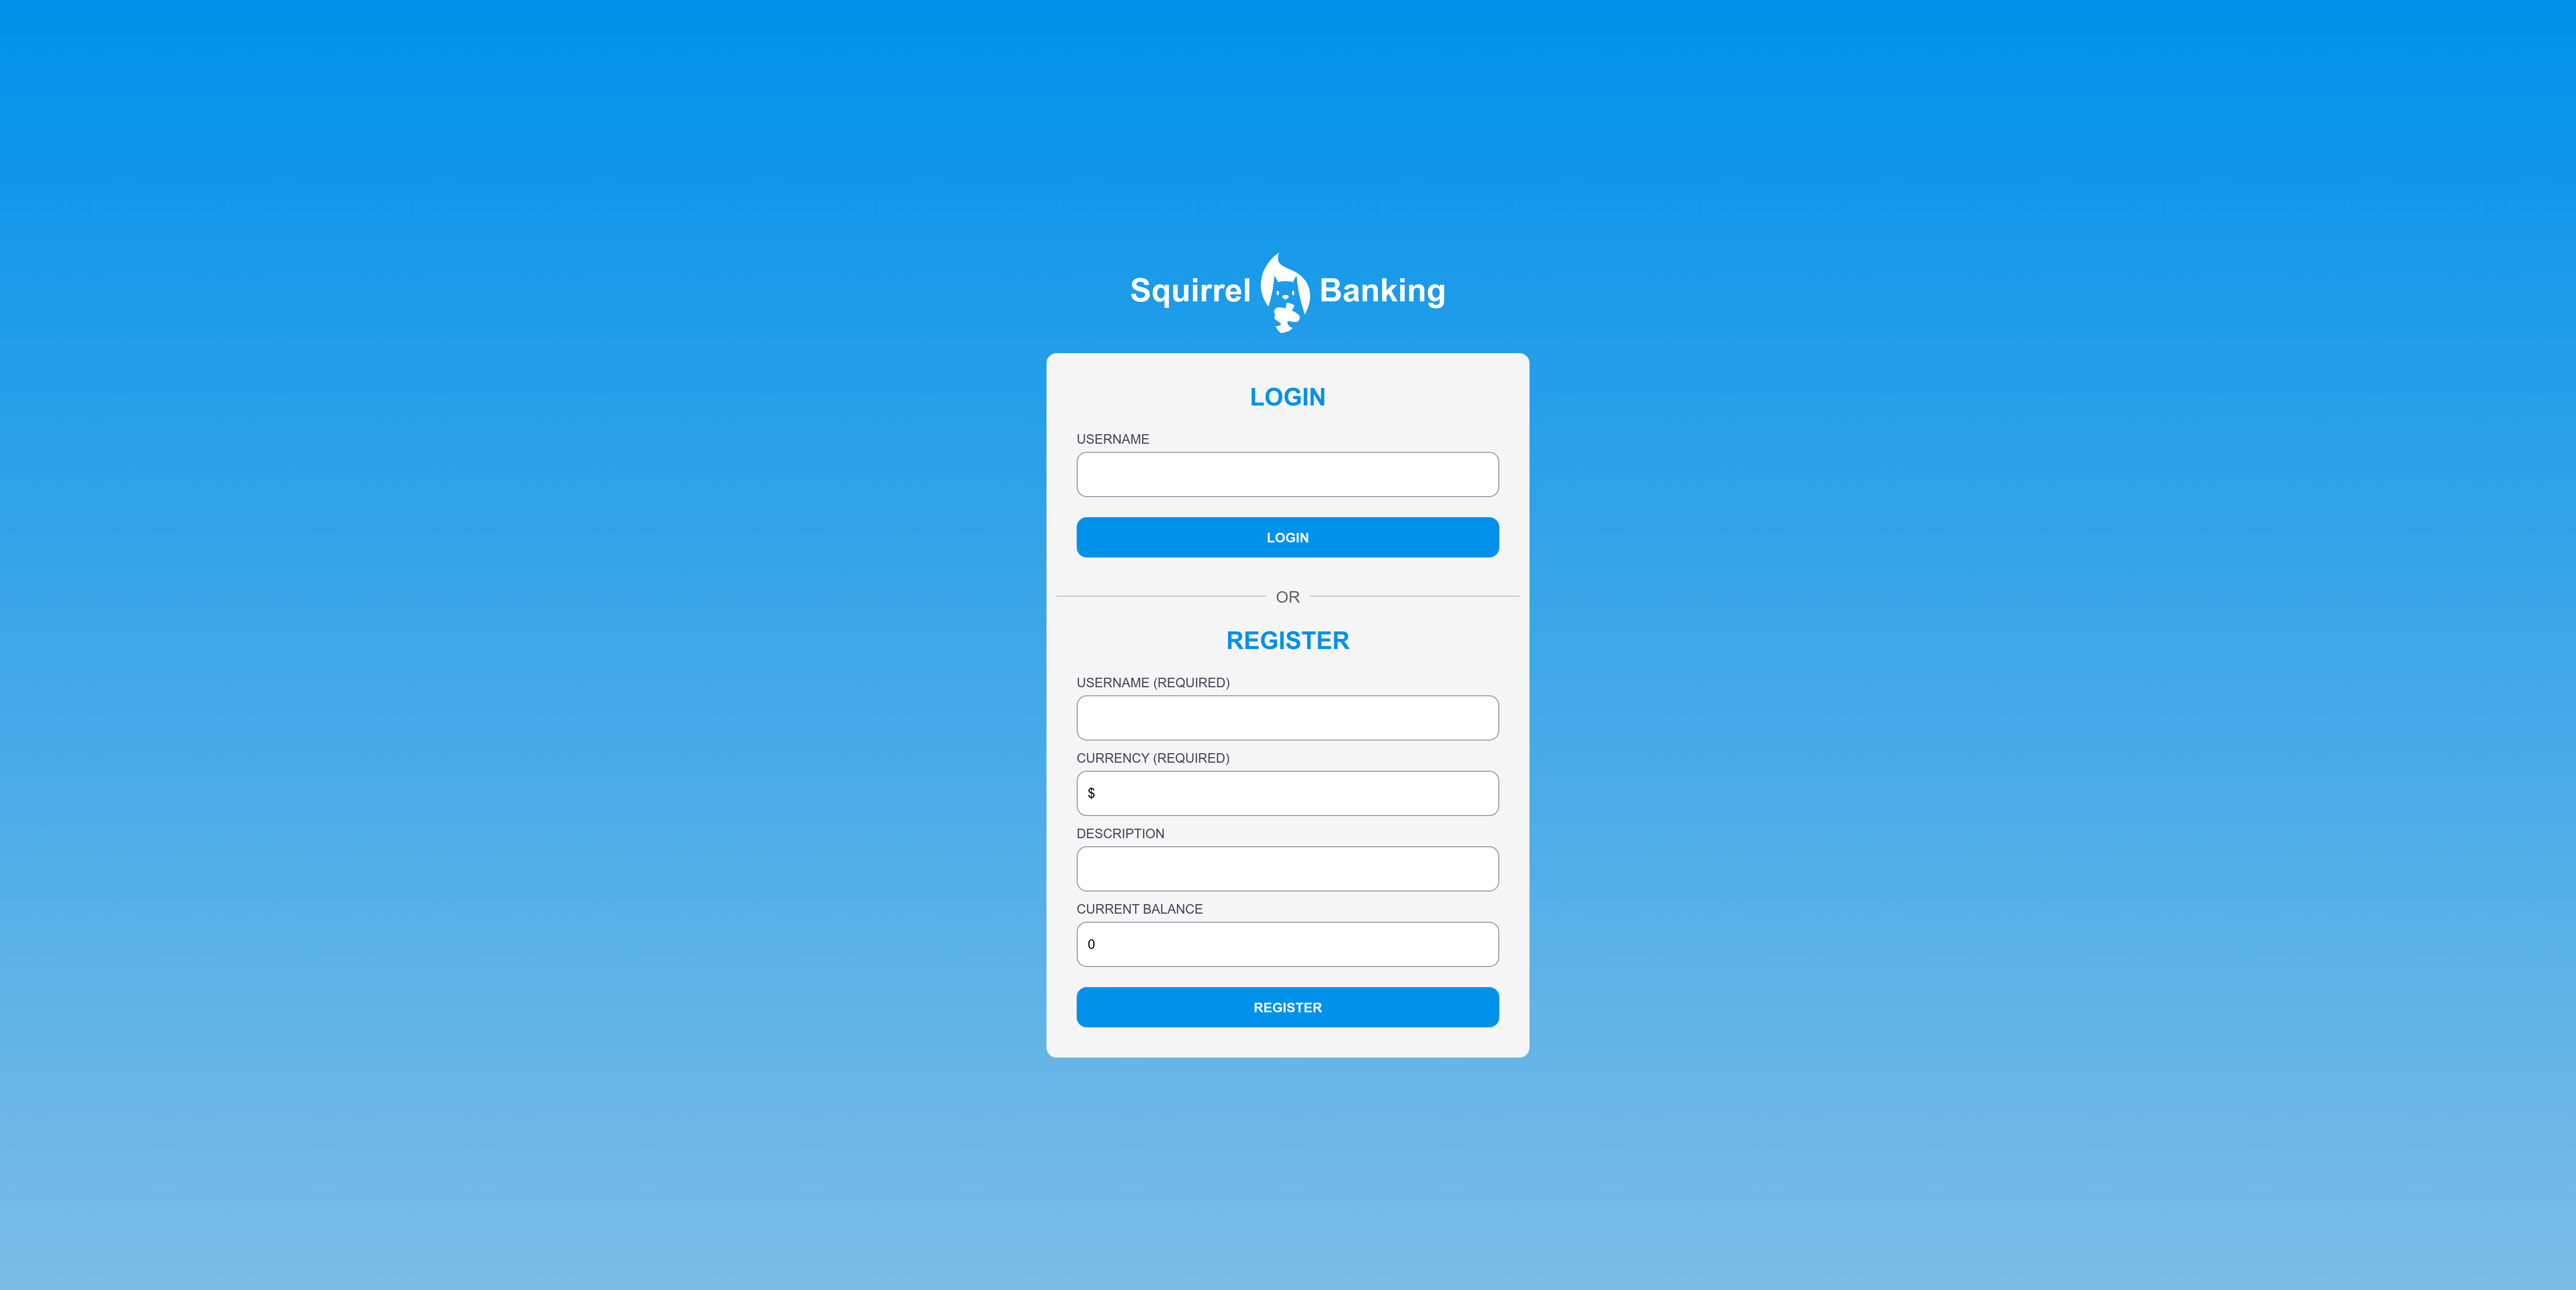 Squirrel Banking
LOGIN
USERNAME
LOGIN
OR
REGISTER
USERNAME (REQUIRED)
CURRENCY (REQUIRED)
$
DESCRIPTION
CURRENT BALANCE
0
REGISTER